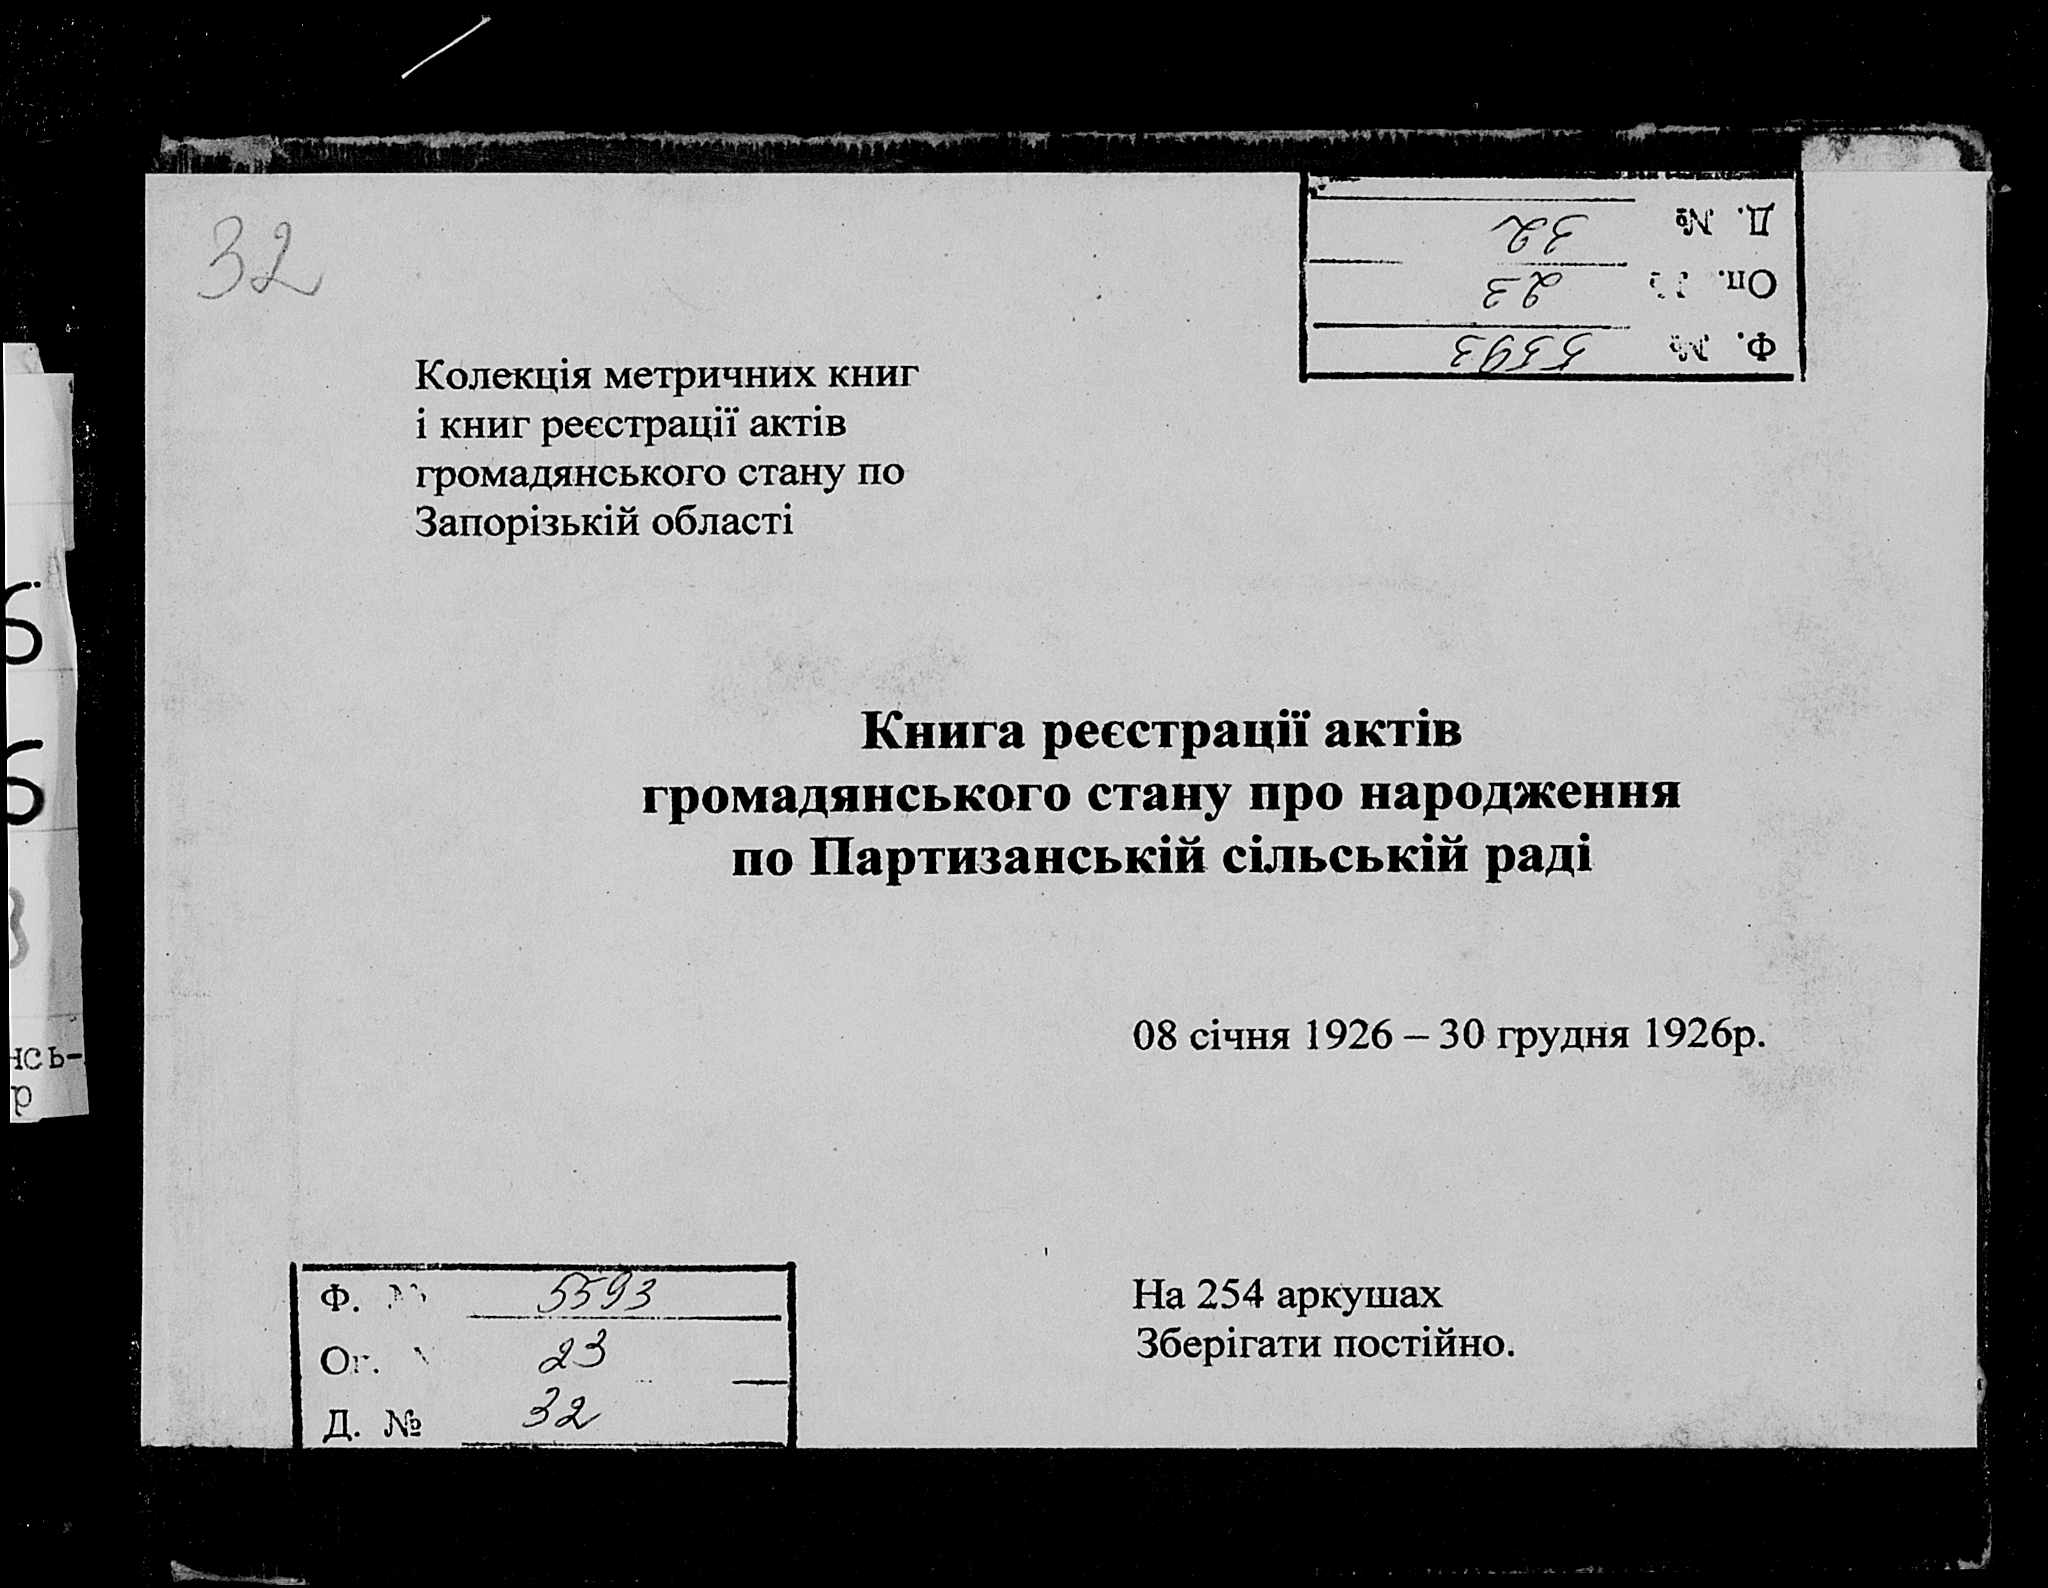 32
Д. № 32
Оп. 23
Ф. № 5593
Колекція метричних книг
і книг реєстрації актів
громадянського стану по
Запорізькій області
Книга реєстрації актів
громадянського стану про народження
по Партизанській сільській раді
08 січня 1926 – 30 грудня 1926р.
Ф. № 5593
Оп. 23
Д. № 32
На 254 аркушах
Зберігати постійно.